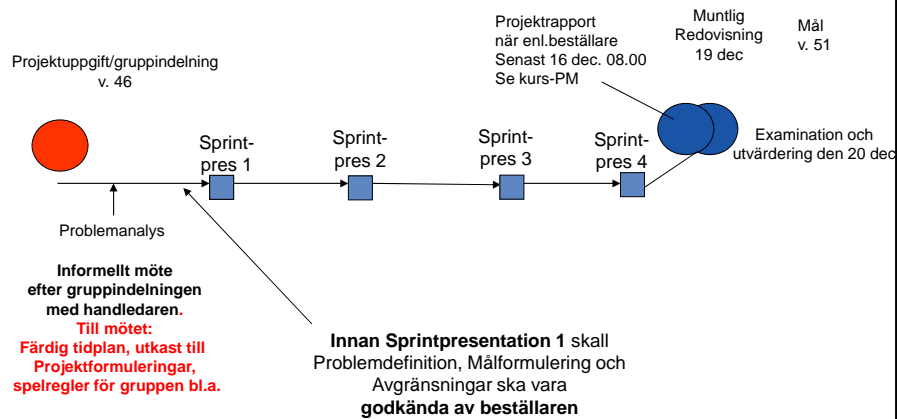 Projektuppgift/gruppindelning
v. 46
Projektrapport
när enl.beställare
Senast 16 dec. 08.00
Se kurs-PM
Muntlig
Redovisning
19 dec
Mål
v. 51
Sprint-
pres 1
Sprint-
pres 2
Sprint-
pres 3
Sprint-
pres 4
Examination och
utvärdering den 20 dec
Problemanalys
Informellt möte
efter gruppindelningen
med handledaren.
Till mötet:
Färdig tidplan, utkast till
Projektformuleringar,
spelregler för gruppen bl.a.
Innan Sprintpresentation 1 skall
Problemdefinition, Målformulering och
Avgränsningar ska vara
godkända av beställaren